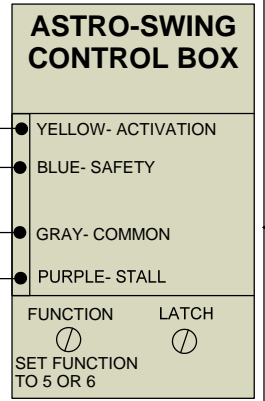 ASTRO-SWING
CONTROL BOX
YELLOW- ACTIVATION
BLUE- SAFETY
GRAY- COMMON
PURPLE- STALL
FUNCTION LATCH
SET FUNCTION
TO 5 OR 6